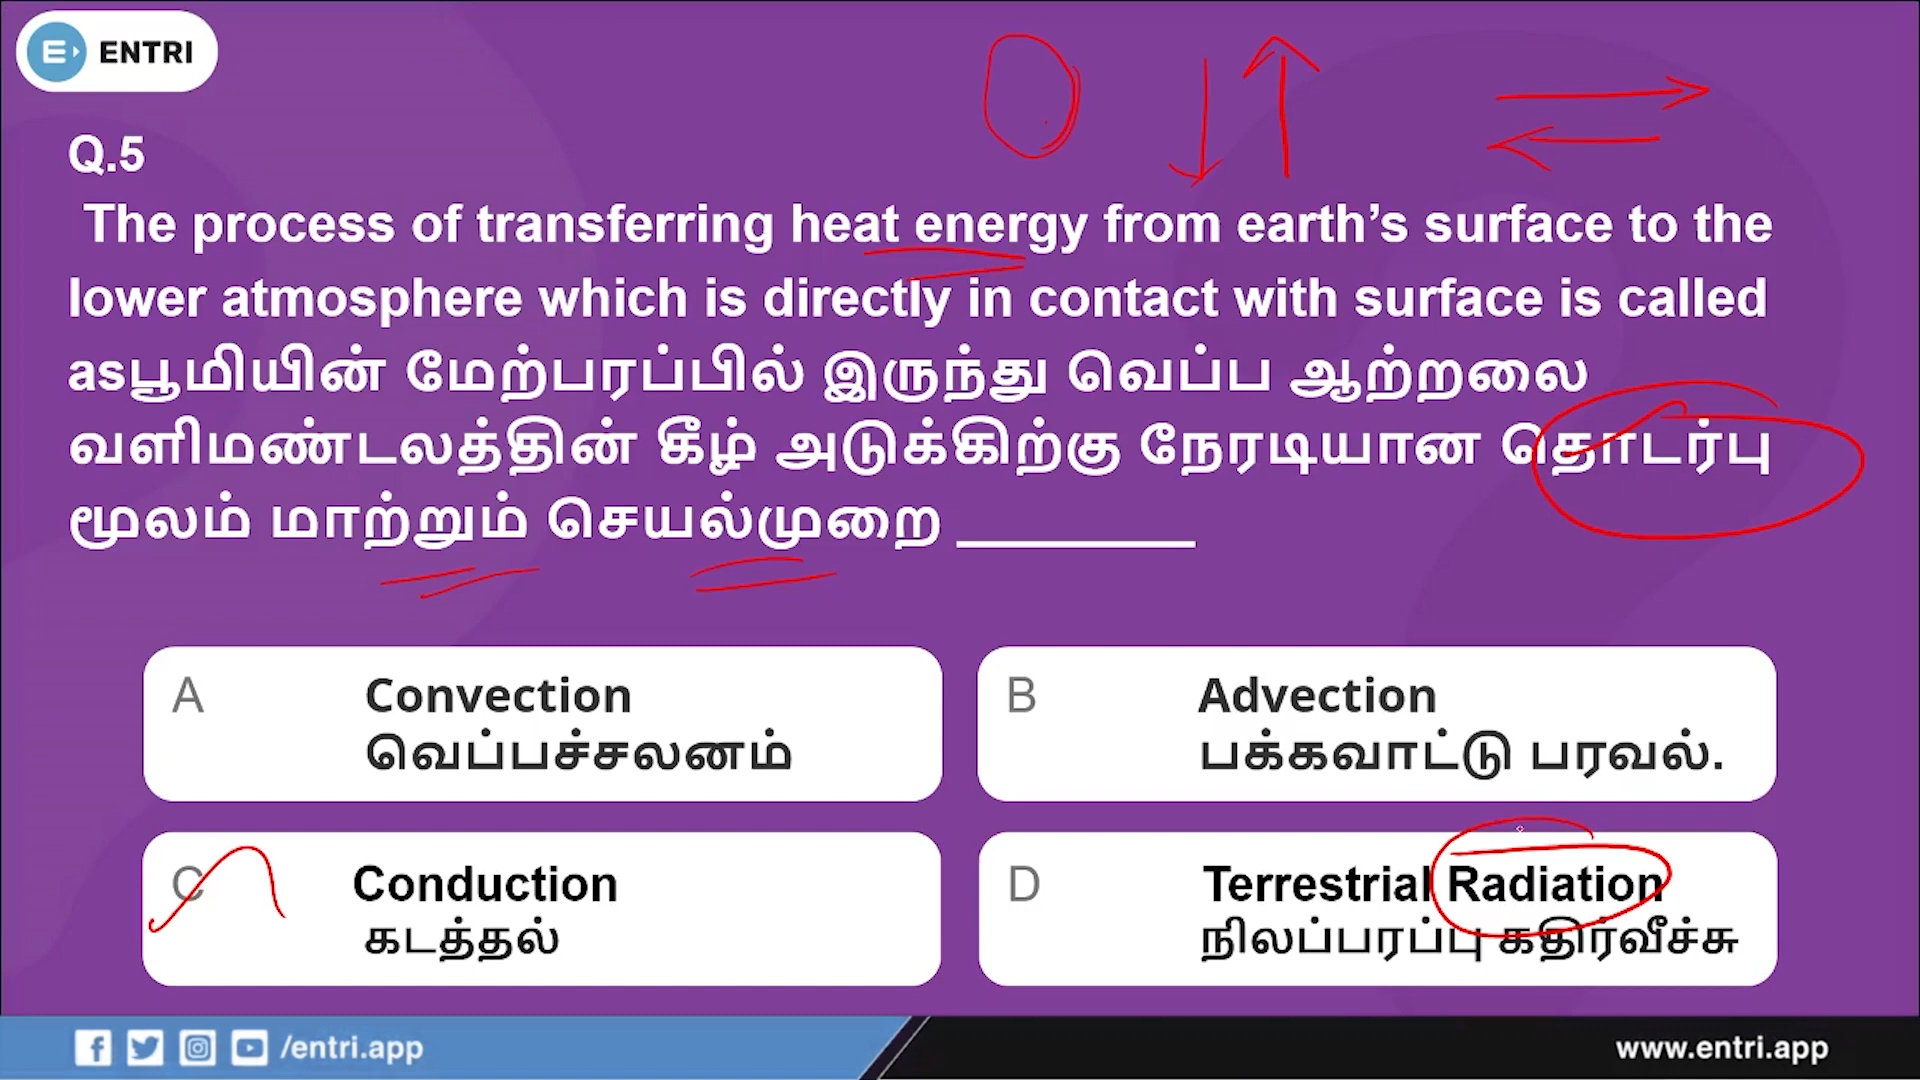 ENTRI
Q.5
The process of transferring heat energy from earth's surface to the
lower atmosphere which is directly in contact with surface is called
asபூமியின் மேற்பரப்பில் இருந்து வெப்ப ஆற்றலை
வளிமண்டலத்தின் கீழ் அடுக்கிற்கு நேரடியான தொடர்பு
மூலம் மாற்றும் செயல்முறை _________
A Convection
வெப்பச்சலனம்
B Advection
பக்கவாட்டு பரவல்.
C Conduction
கடத்தல்
D Terrestrial Radiation
நிலப்பரப்பு கதிர்வீச்சு
/entri.app
www.entri.app